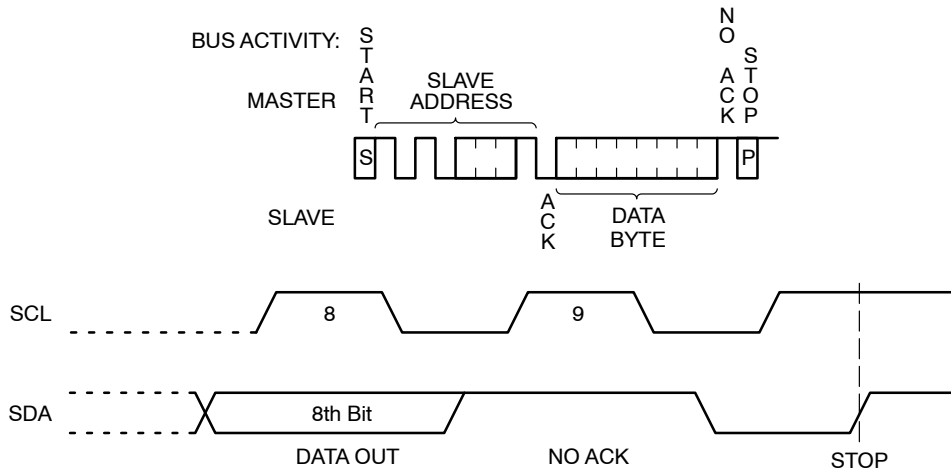 BUS ACTIVITY:
MASTER
START
SLAVE
ADDRESS
NO ACK
STOP
S
P
SLAVE
ACK
DATA
BYTE
SCL
8
9
SDA
8th Bit
DATA OUT
NO ACK
STOP